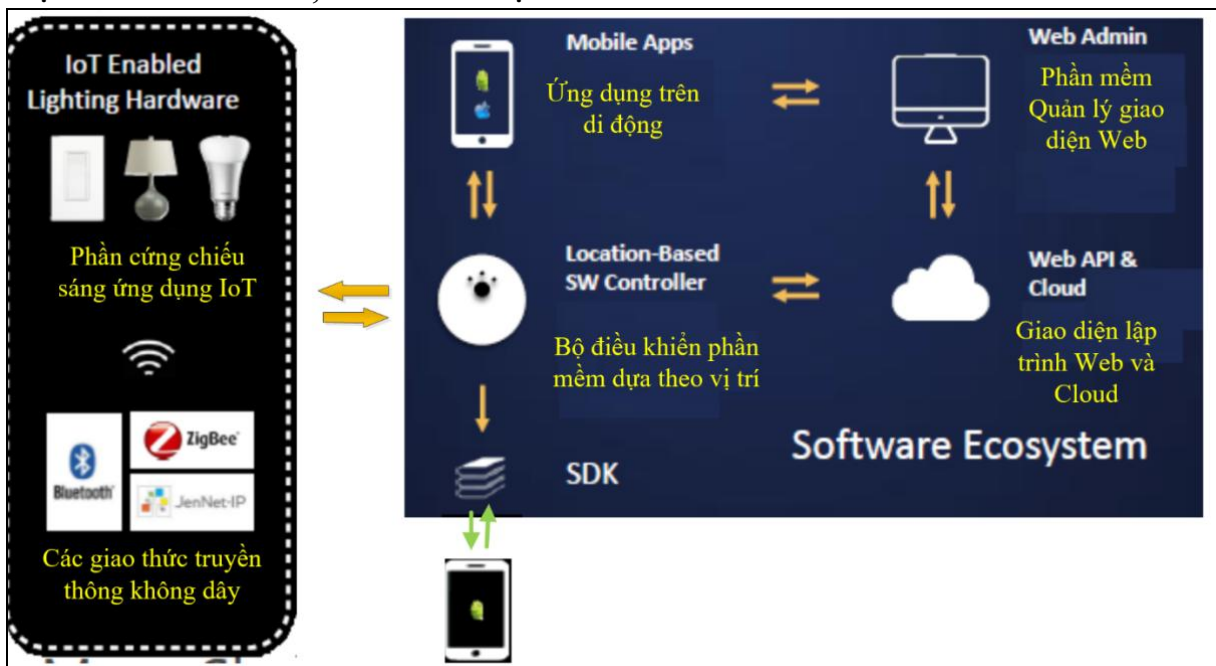 IoT Enabled
Lighting Hardware
Phần cứng chiếu
sáng ứng dụng IoT
Bluetooth
ZigBee
JenNet-IP
Các giao thức truyền
thông không dây
Mobile Apps
Ứng dụng trên
di động
Web Admin
Phần mềm
Quản lý giao
diện Web
Location-Based
SW Controller
Bộ điều khiển phần
mềm dựa theo vị trí
Web API &
Cloud
Giao diện lập
trình Web và
Cloud
Software Ecosystem
SDK